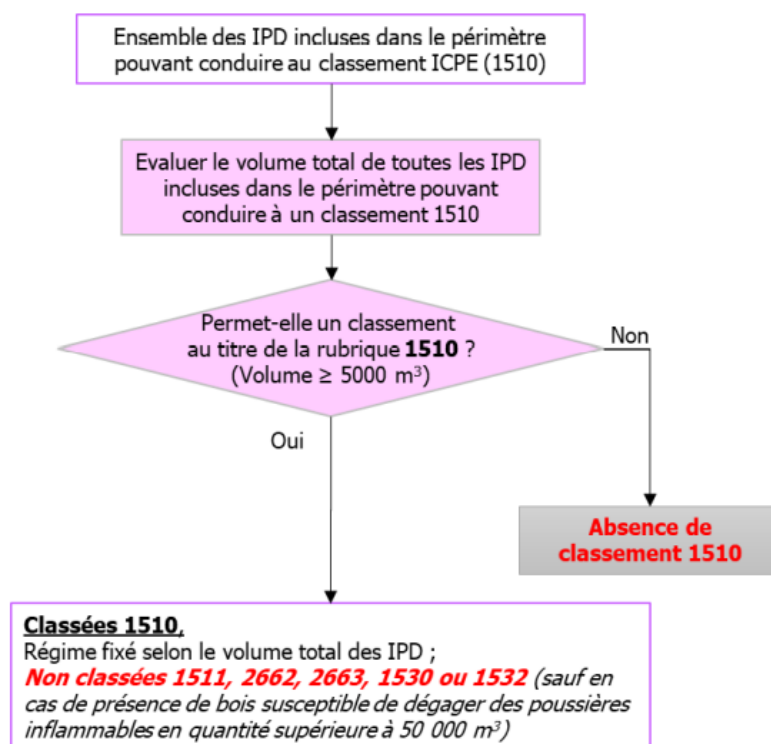 Ensemble des IPD incluses dans le périmètre
pouvant conduire au classement ICPE (1510)
Evaluer le volume total de toutes les IPD
incluses dans le périmètre pouvant
conduire à un classement 1510
Permet-elle un classement
au titre de la rubrique 1510 ?
(Volume ≥ 5000 m³)
Non
Oui
Absence de
classement 1510
Classées 1510,
Régime fixé selon le volume total des IPD ;
Non classées 1511, 2662, 2663, 1530 ou 1532 (sauf en
cas de présence de bois susceptible de dégager des poussières
inflammables en quantité supérieure à 50 000 m³)